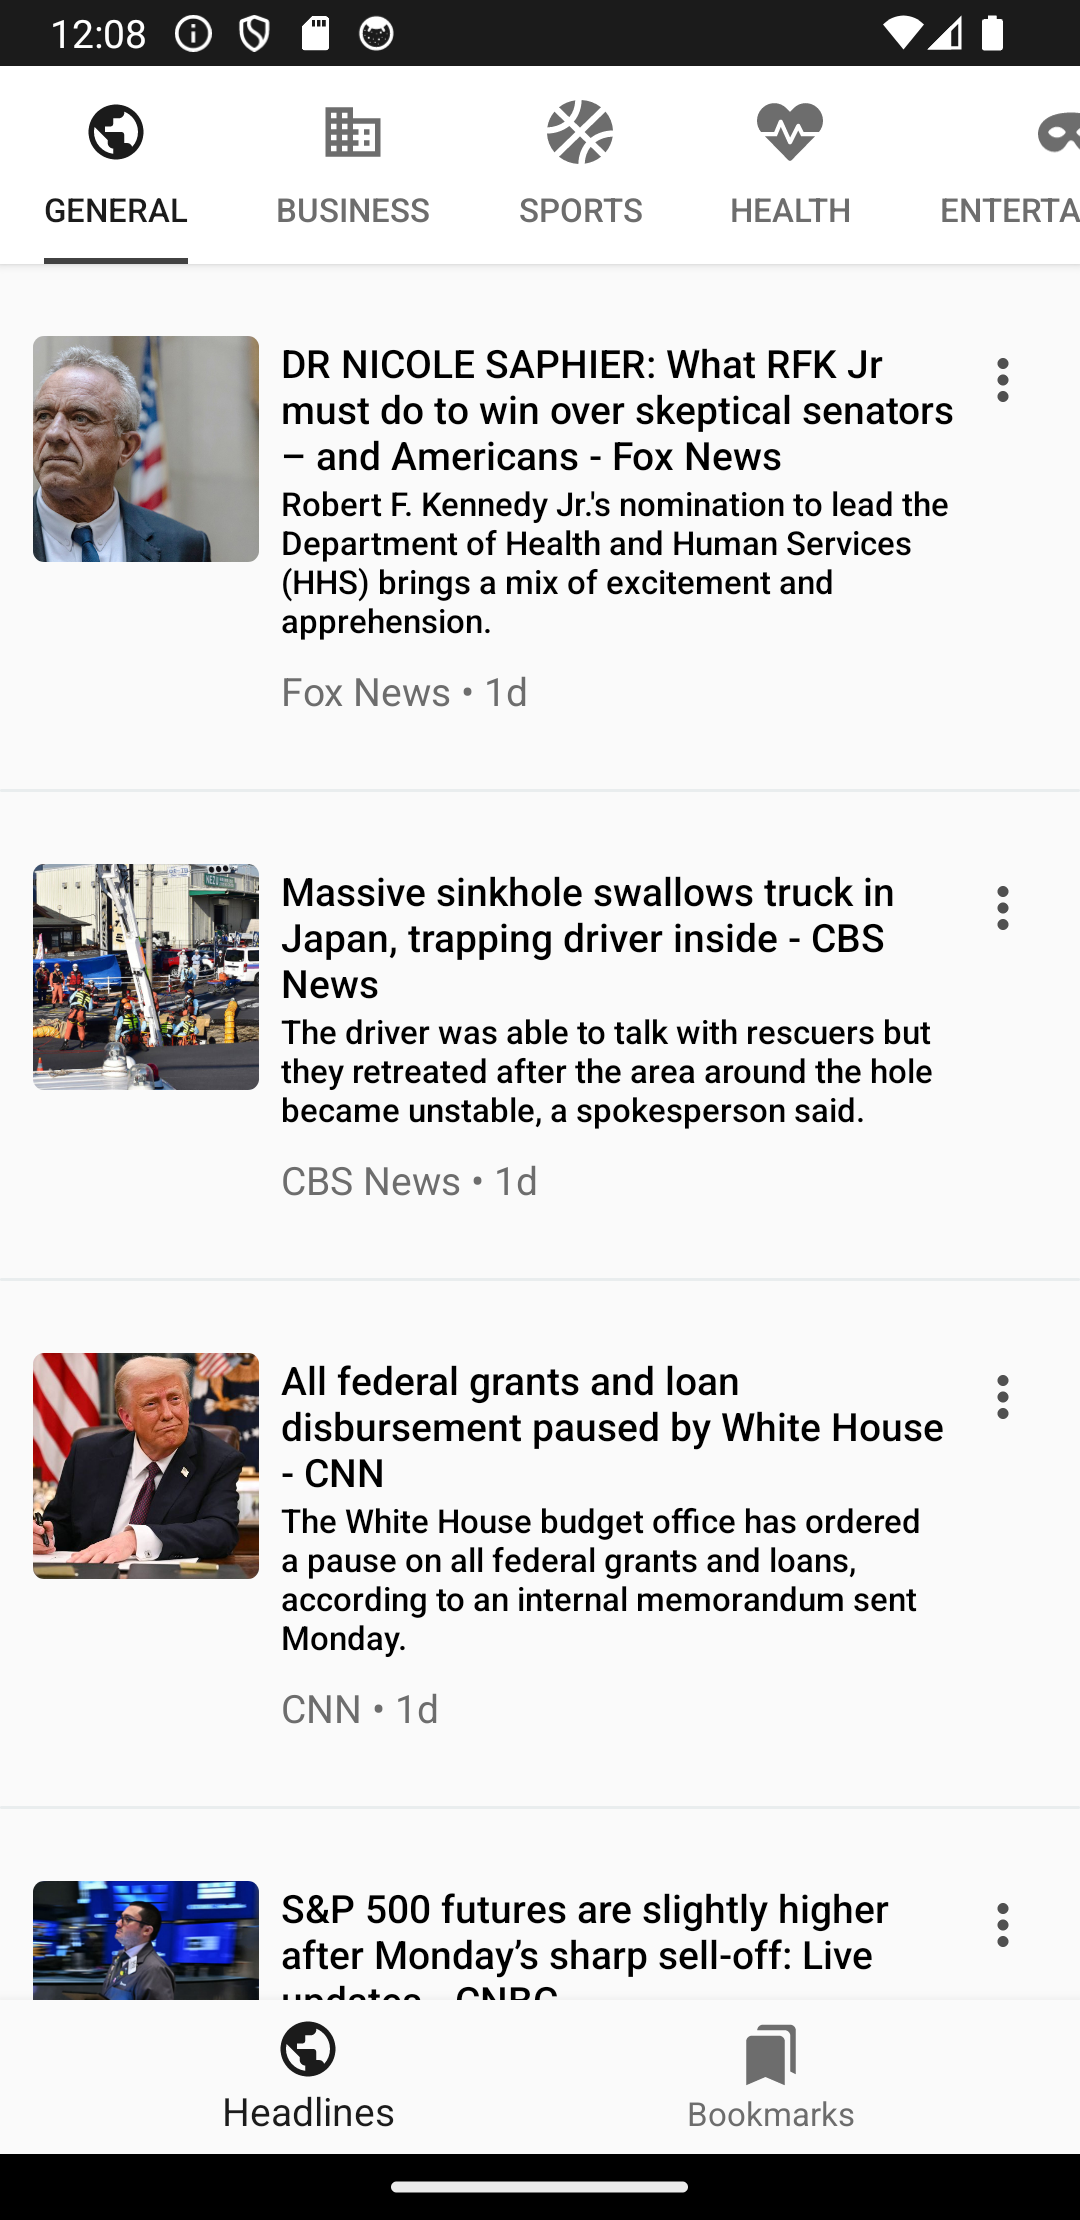 12:08
GENERAL
BUSINESS
SPORTS
HEALTH
ENTERTA
DR NICOLE SAPHIER: What RFK Jr
must do to win over skeptical senators
– and Americans - Fox News
Robert F. Kennedy Jr.'s nomination to lead the
Department of Health and Human Services
(HHS) brings a mix of excitement and
apprehension.
Fox News • 1d
Massive sinkhole swallows truck in
Japan, trapping driver inside - CBS
News
The driver was able to talk with rescuers but
they retreated after the area around the hole
became unstable, a spokesperson said.
CBS News • 1d
All federal grants and loan
disbursement paused by White House
- CNN
The White House budget office has ordered
a pause on all federal grants and loans,
according to an internal memorandum sent
Monday.
CNN • 1d
S&P 500 futures are slightly higher
after Monday’s sharp sell-off: Live
updates - CNBC
Headlines
Bookmarks